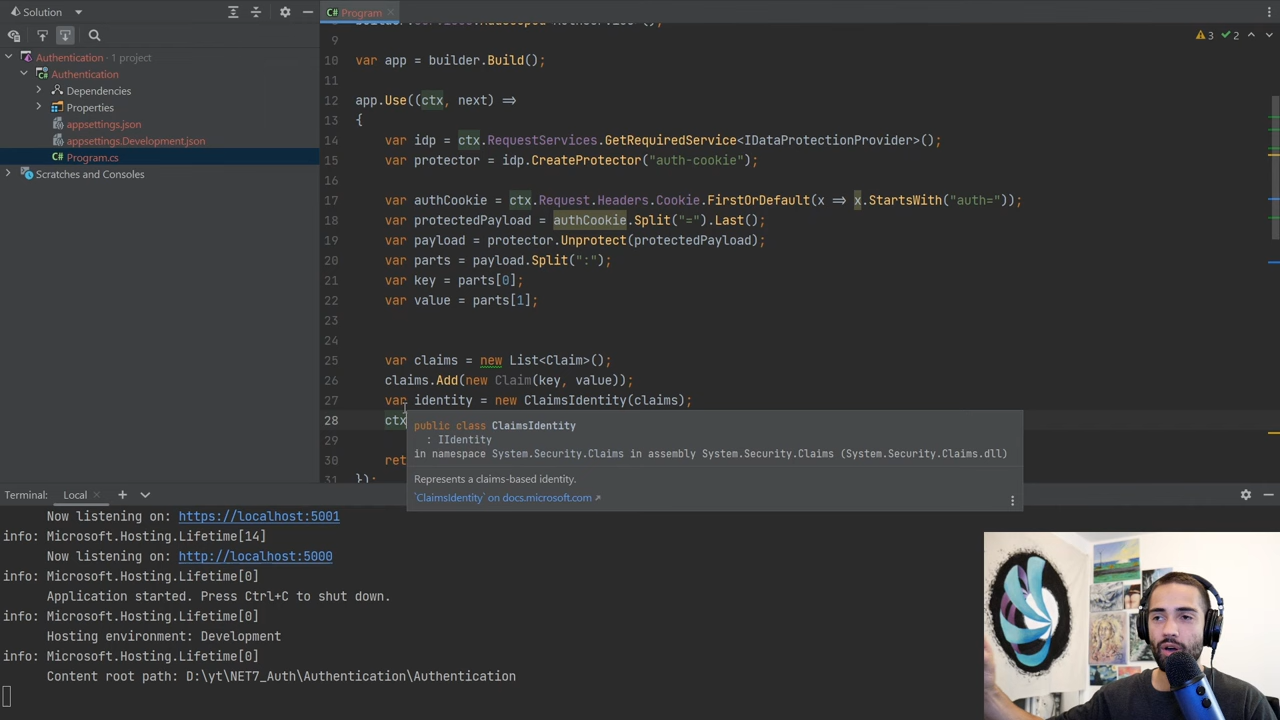 Solution
C# Program
Authentication · 1 project
Authentication
Dependencies
Properties
appsettings.json
appsettings.Development.json
C# Program.cs
Scratches and Consoles
3 2
9
10 var app = builder.Build();
11
12 app.Use((ctx, next) =>
13 {
14 var idp = ctx.RequestServices.GetRequiredService<IDataProtectionProvider>();
15 var protector = idp.CreateProtector("auth-cookie");
16
17 var authCookie = ctx.Request.Headers.Cookie.FirstOrDefault(x => x.StartsWith("auth="));
18 var protectedPayload = authCookie.Split("=").Last();
19 var payload = protector.Unprotect(protectedPayload);
20 var parts = payload.Split(":");
21 var key = parts[0];
22 var value = parts[1];
23
24
25 var claims = new List<Claim>();
26 claims.Add(new Claim(key, value));
27 var identity = new ClaimsIdentity(claims);
28 ctx
public class ClaimsIdentity
: IIdentity
29
in namespace System.Security.Claims in assembly System.Security.Claims (System.Security.Claims.dll)
30 ret
31 });
Represents a claims-based identity.
`ClaimsIdentity` on docs.microsoft.com
Terminal: Local
Now listening on: https://localhost:5001
info: Microsoft.Hosting.Lifetime[14]
Now listening on: http://localhost:5000
info: Microsoft.Hosting.Lifetime[0]
Application started. Press Ctrl+C to shut down.
info: Microsoft.Hosting.Lifetime[0]
Hosting environment: Development
info: Microsoft.Hosting.Lifetime[0]
Content root path: D:\yt\NET7_Auth\Authentication\Authentication